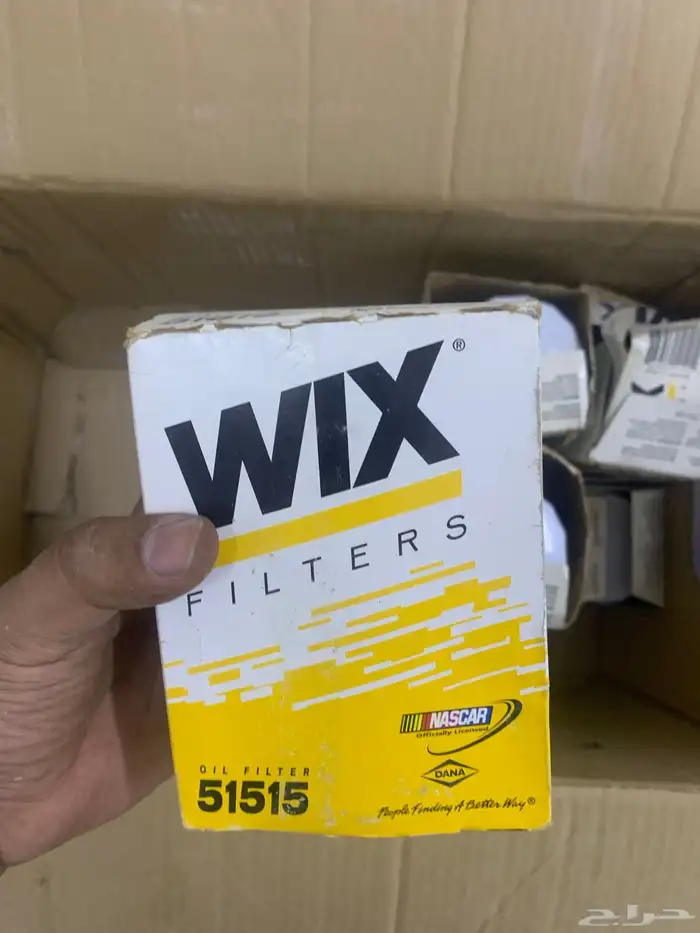 WIX®
FILTERS
NASCAR
Officially Licensed
DANA
OIL FILTER
51515
People Finding A Better Way®
حراج